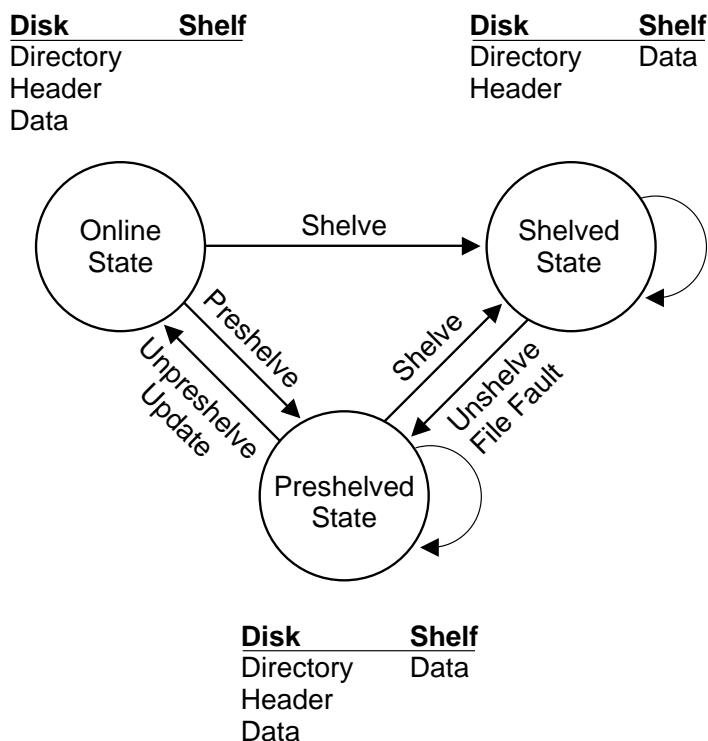 Disk Shelf
Directory
Header
Data
Disk Shelf
Directory Data
Header
Online
State
Shelve
Shelved
State
Preshelve
Unpreshelve
Update
Shelve
Unshelve
File Fault
Preshelved
State
Disk Shelf
Directory Data
Header
Data